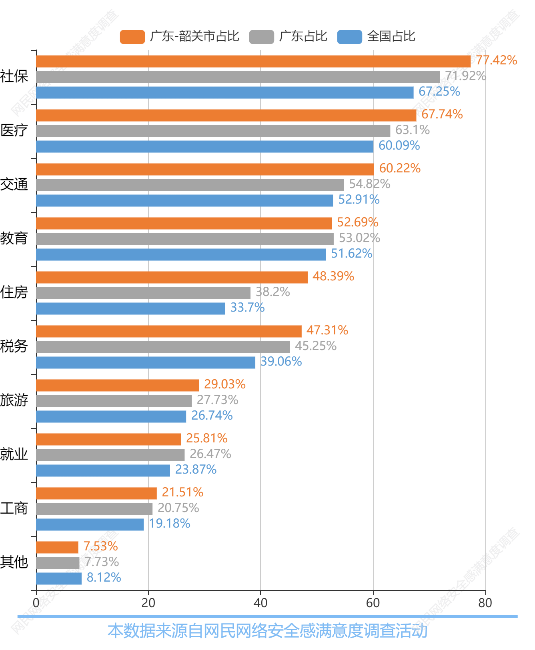 广东-韶关市占比 广东占比 全国占比
社保 77.42%
71.92%
67.25%
医疗 67.74%
63.1%
60.09%
交通 60.22%
54.82%
52.91%
教育 52.69%
53.02%
51.62%
住房 48.39%
38.2%
33.7%
税务 47.31%
45.25%
39.06%
旅游 29.03%
27.73%
26.74%
就业 25.81%
26.47%
23.87%
工商 21.51%
20.75%
19.18%
其他 7.53%
7.73%
8.12%
0 20 40 60 80
本数据来源自网民网络安全感满意度调查活动